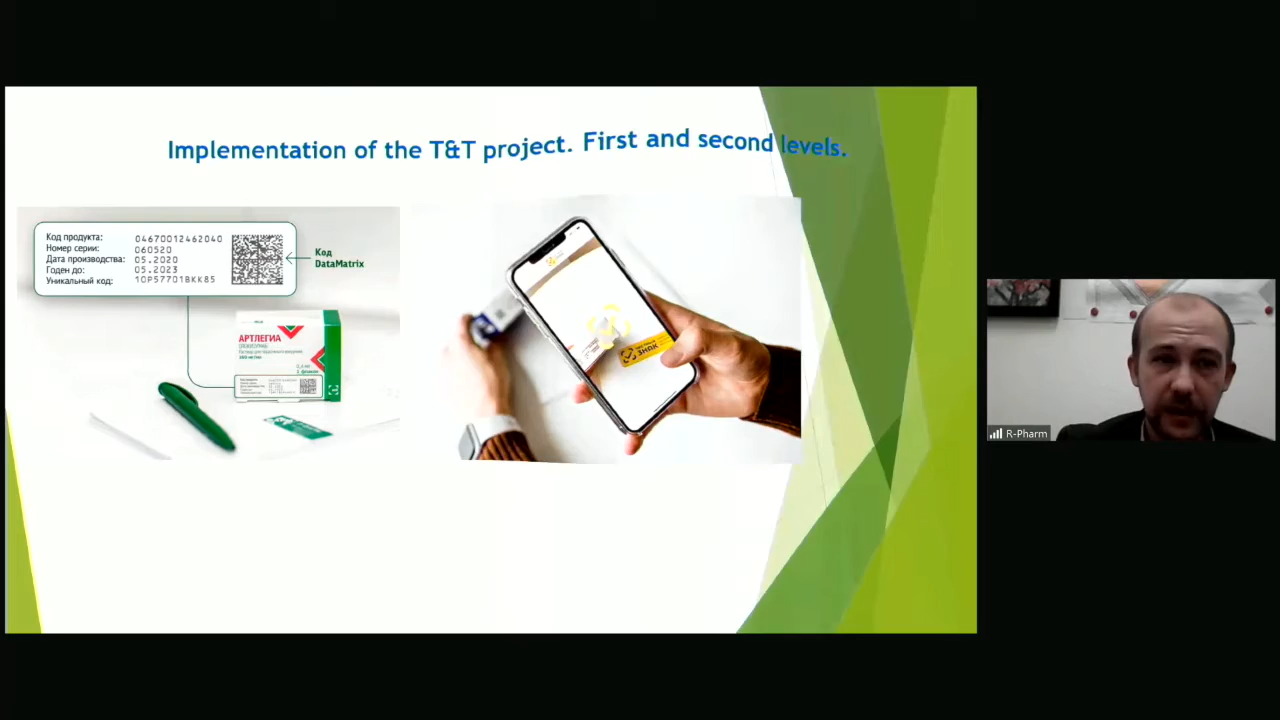 Implementation of the T&T project. First and second levels.
Код продукта: 04670012462040
Номер серии: 060520
Дата производства: 05.2020
Годен до: 05.2023
Уникальный код: 10P57701BKK85
Код
DataMatrix
АРТЛЕГИА
ЗНАК
R-Pharm